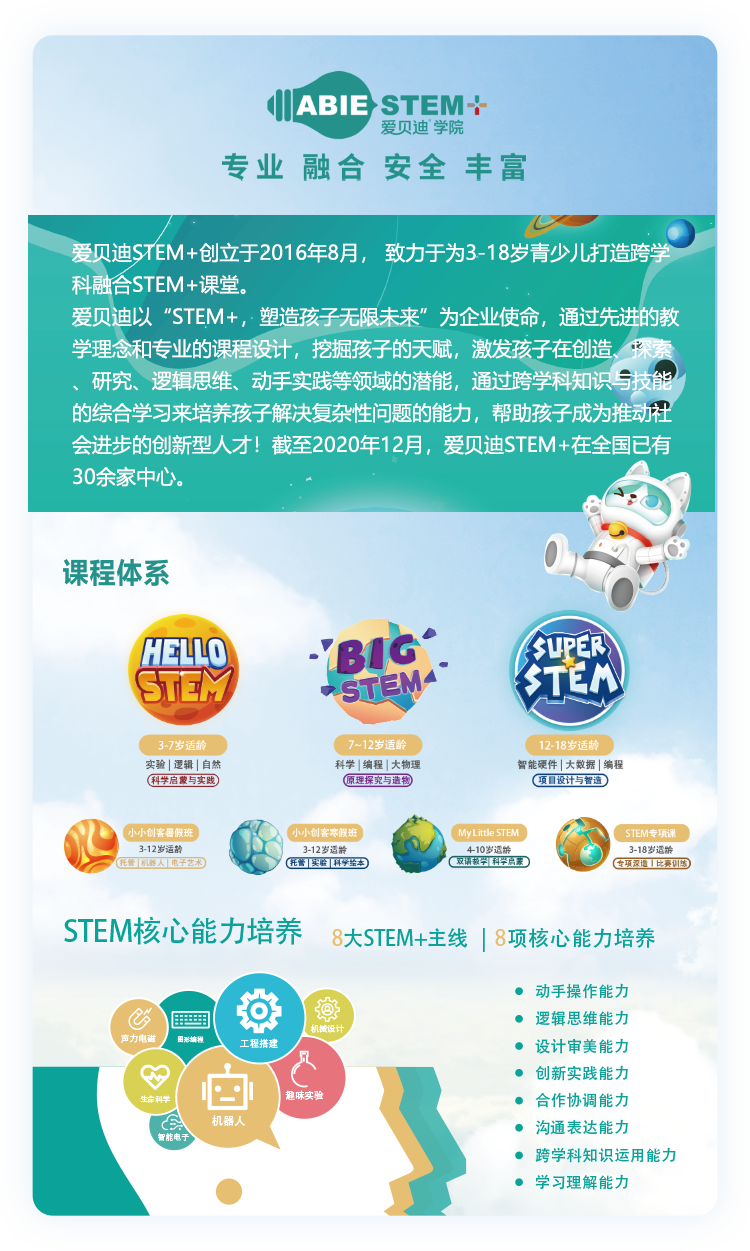 ABIE STEM+
爱贝迪®学院
专业 融合 安全 丰富
爱贝迪STEM+创立于2016年8月， 致力于为3-18岁青少儿打造跨学
科融合STEM+课堂。
爱贝迪以“STEM+，塑造孩子无限未来”为企业使命，通过先进的教
学理念和专业的课程设计，挖掘孩子的天赋，激发孩子在创造、探索
、研究、逻辑思维、动手实践等领域的潜能，通过跨学科知识与技能
的综合学习来培养孩子解决复杂性问题的能力，帮助孩子成为推动社
会进步的创新型人才！截至2020年12月，爱贝迪STEM+在全国已有
30余家中心。
课程体系
HELLO STEM
BIG STEM
SUPER STEM
3-7岁适龄
7~12岁适龄
12-18岁适龄
实验 | 逻辑 | 自然
科学 | 编程 | 大物理
智能硬件 | 大数据 | 编程
科学启蒙与实践
原理探究与造物
项目设计与智造
小小创客暑假班
3-12岁适龄
托管 | 机器人 | 电子艺术
小小创客寒假班
3-12岁适龄
托管 | 实验 | 科学绘本
My Little STEM
4-10岁适龄
双语教学| 科学启蒙
STEM专项课
3-18岁适龄
专项深造 | 比赛训练
STEM核心能力培养
8大STEM+主线 | 8项核心能力培养
声力电磁
图形编程
工程搭建
机械设计
生命科学
机器人
趣味实验
智能电子
● 动手操作能力
● 逻辑思维能力
● 设计审美能力
● 创新实践能力
● 合作协调能力
● 沟通表达能力
● 跨学科知识运用能力
● 学习理解能力